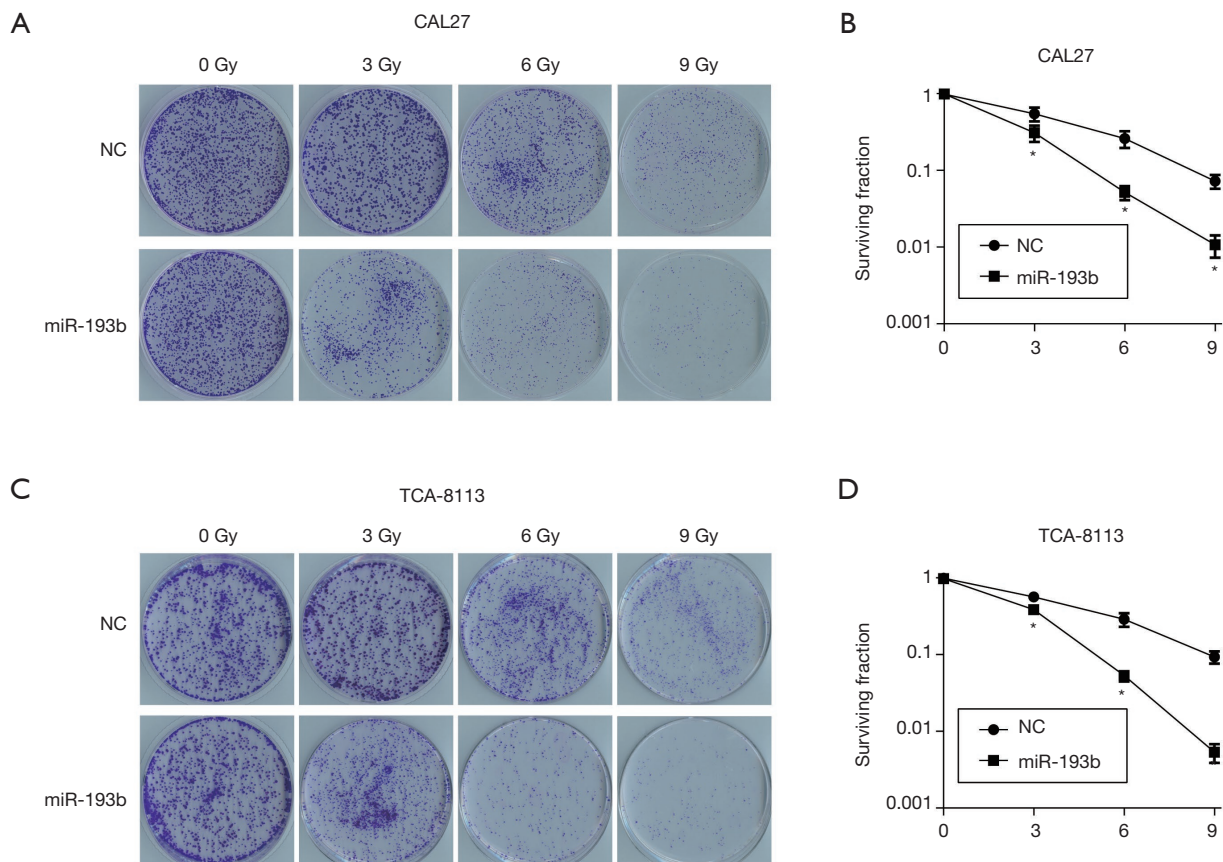 A
CAL27
0 Gy 3 Gy 6 Gy 9 Gy
NC
miR-193b
B
CAL27
Surviving fraction
1
0.1
0.01
0.001
NC
miR-193b
*
*
*
0 3 6 9
C
TCA-8113
0 Gy 3 Gy 6 Gy 9 Gy
NC
miR-193b
D
TCA-8113
Surviving fraction
1
0.1
0.01
0.001
NC
miR-193b
*
*
0 3 6 9